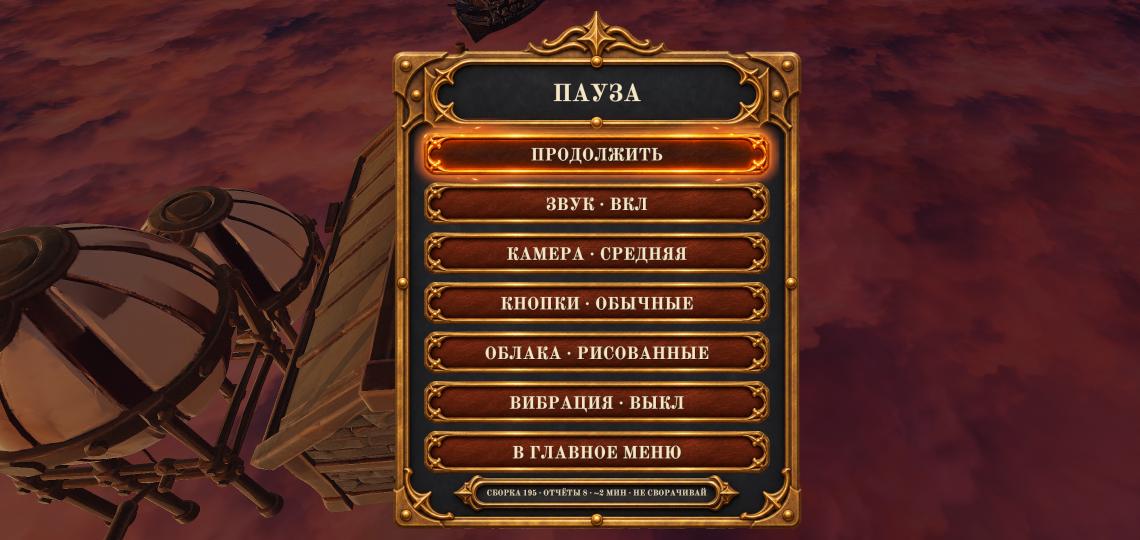 ПАУЗА
ПРОДОЛЖИТЬ
ЗВУК · ВКЛ
КАМЕРА · СРЕДНЯЯ
КНОПКИ · ОБЫЧНЫЕ
ОБЛАКА · РИСОВАННЫЕ
ВИБРАЦИЯ · ВЫКЛ
В ГЛАВНОЕ МЕНЮ
СБОРКА 195 · ОТЧЁТЫ 8 · ~2 МИН · НЕ СВОРАЧИВАЙ